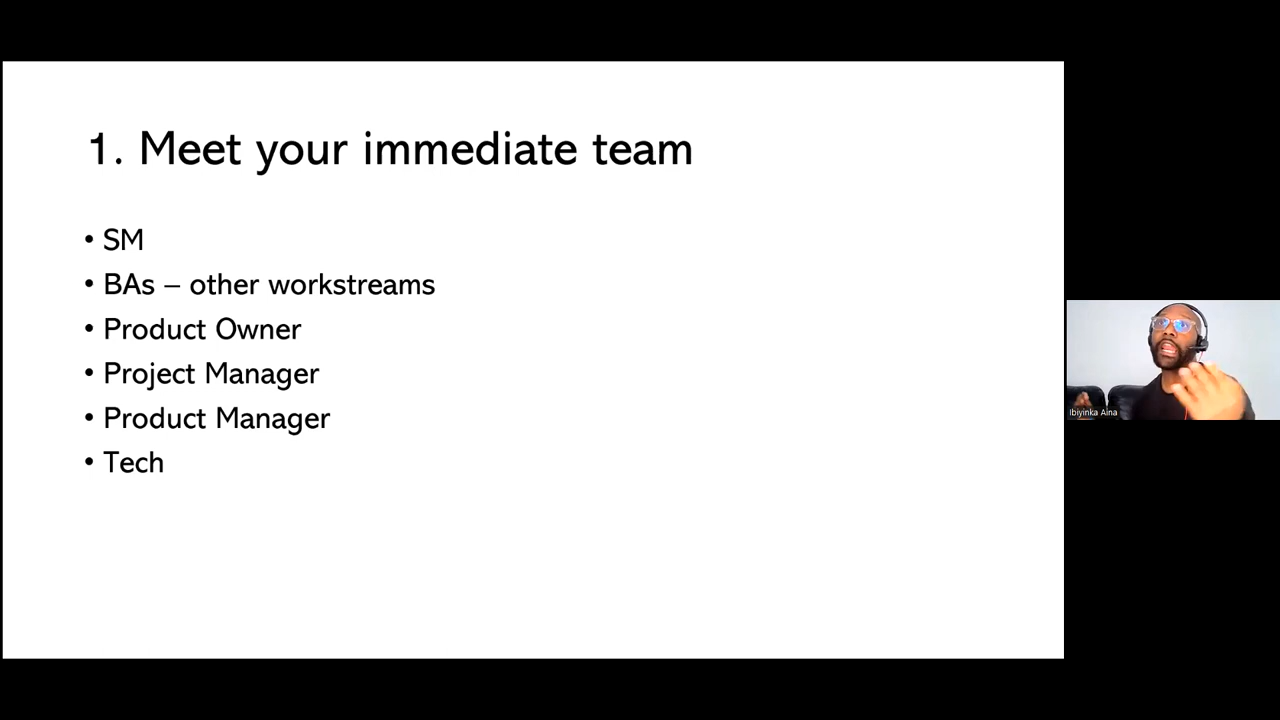 1. Meet your immediate team
• SM
• BAs – other workstreams
• Product Owner
• Project Manager
• Product Manager
• Tech
Ibiyinka Aina